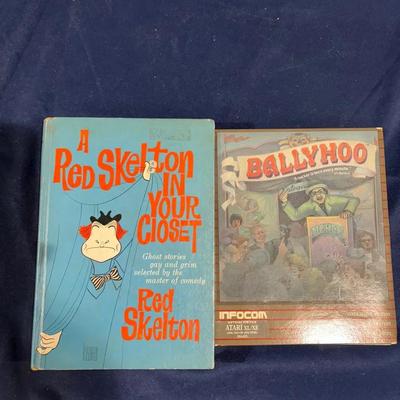 A
Red Skelton
IN
YOUR
CLOSET
Ghost stories
gay and grim
selected by the
master of comedy
Red
Skelton
BALLYHOO
INFOCOM
ATARI XL/XE